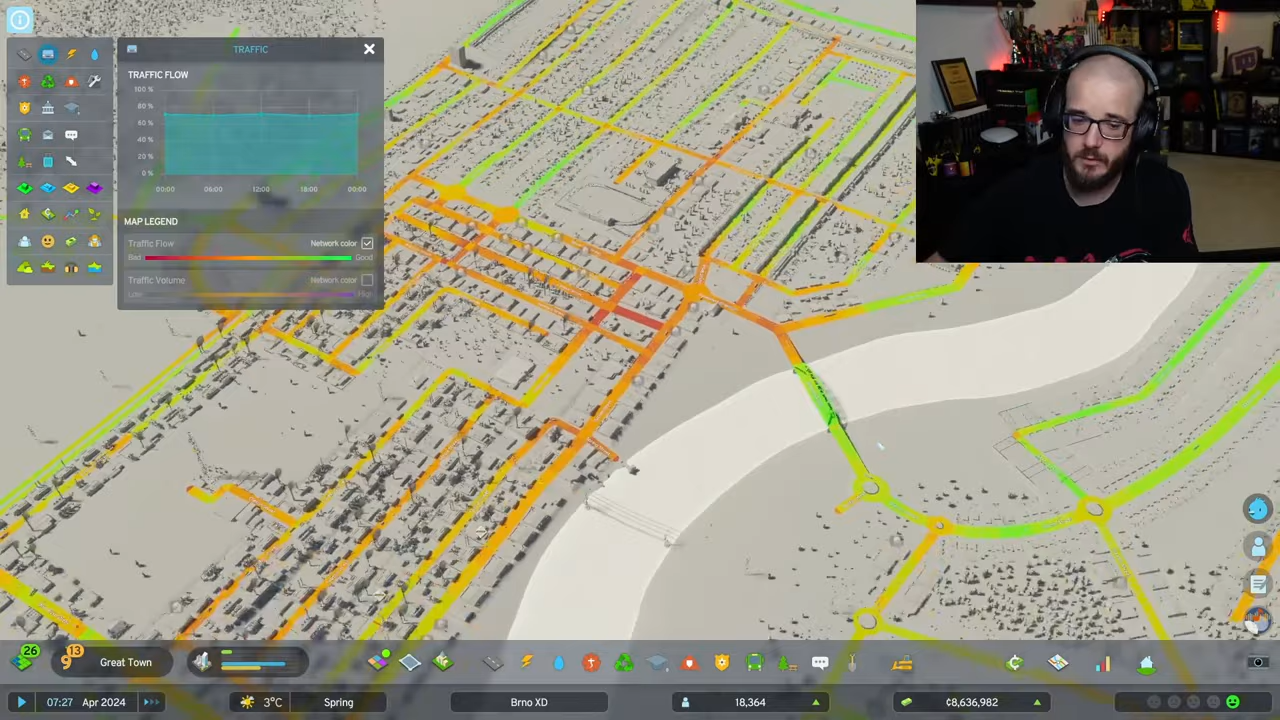 TRAFFIC
TRAFFIC FLOW
100 %
80 %
60 %
40 %
20 %
0 %
00:00 06:00 12:00 18:00 00:00
MAP LEGEND
Traffic Flow Network color
Bad Good
Traffic Volume Network color
Low High
26
13
Great Town
07:27 Apr 2024
3°C Spring
Brno XD
18,364
¢8,636,982